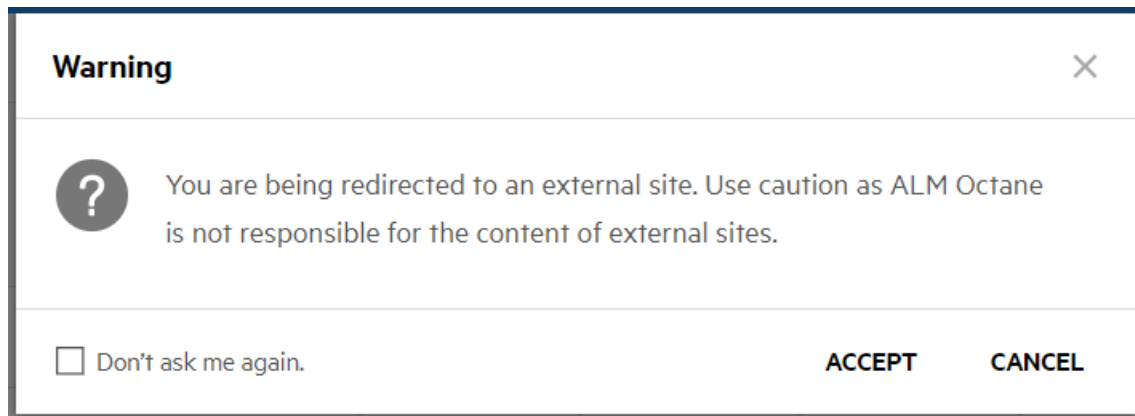 Warning
?
You are being redirected to an external site. Use caution as ALM Octane
is not responsible for the content of external sites.
Don't ask me again.
ACCEPT CANCEL